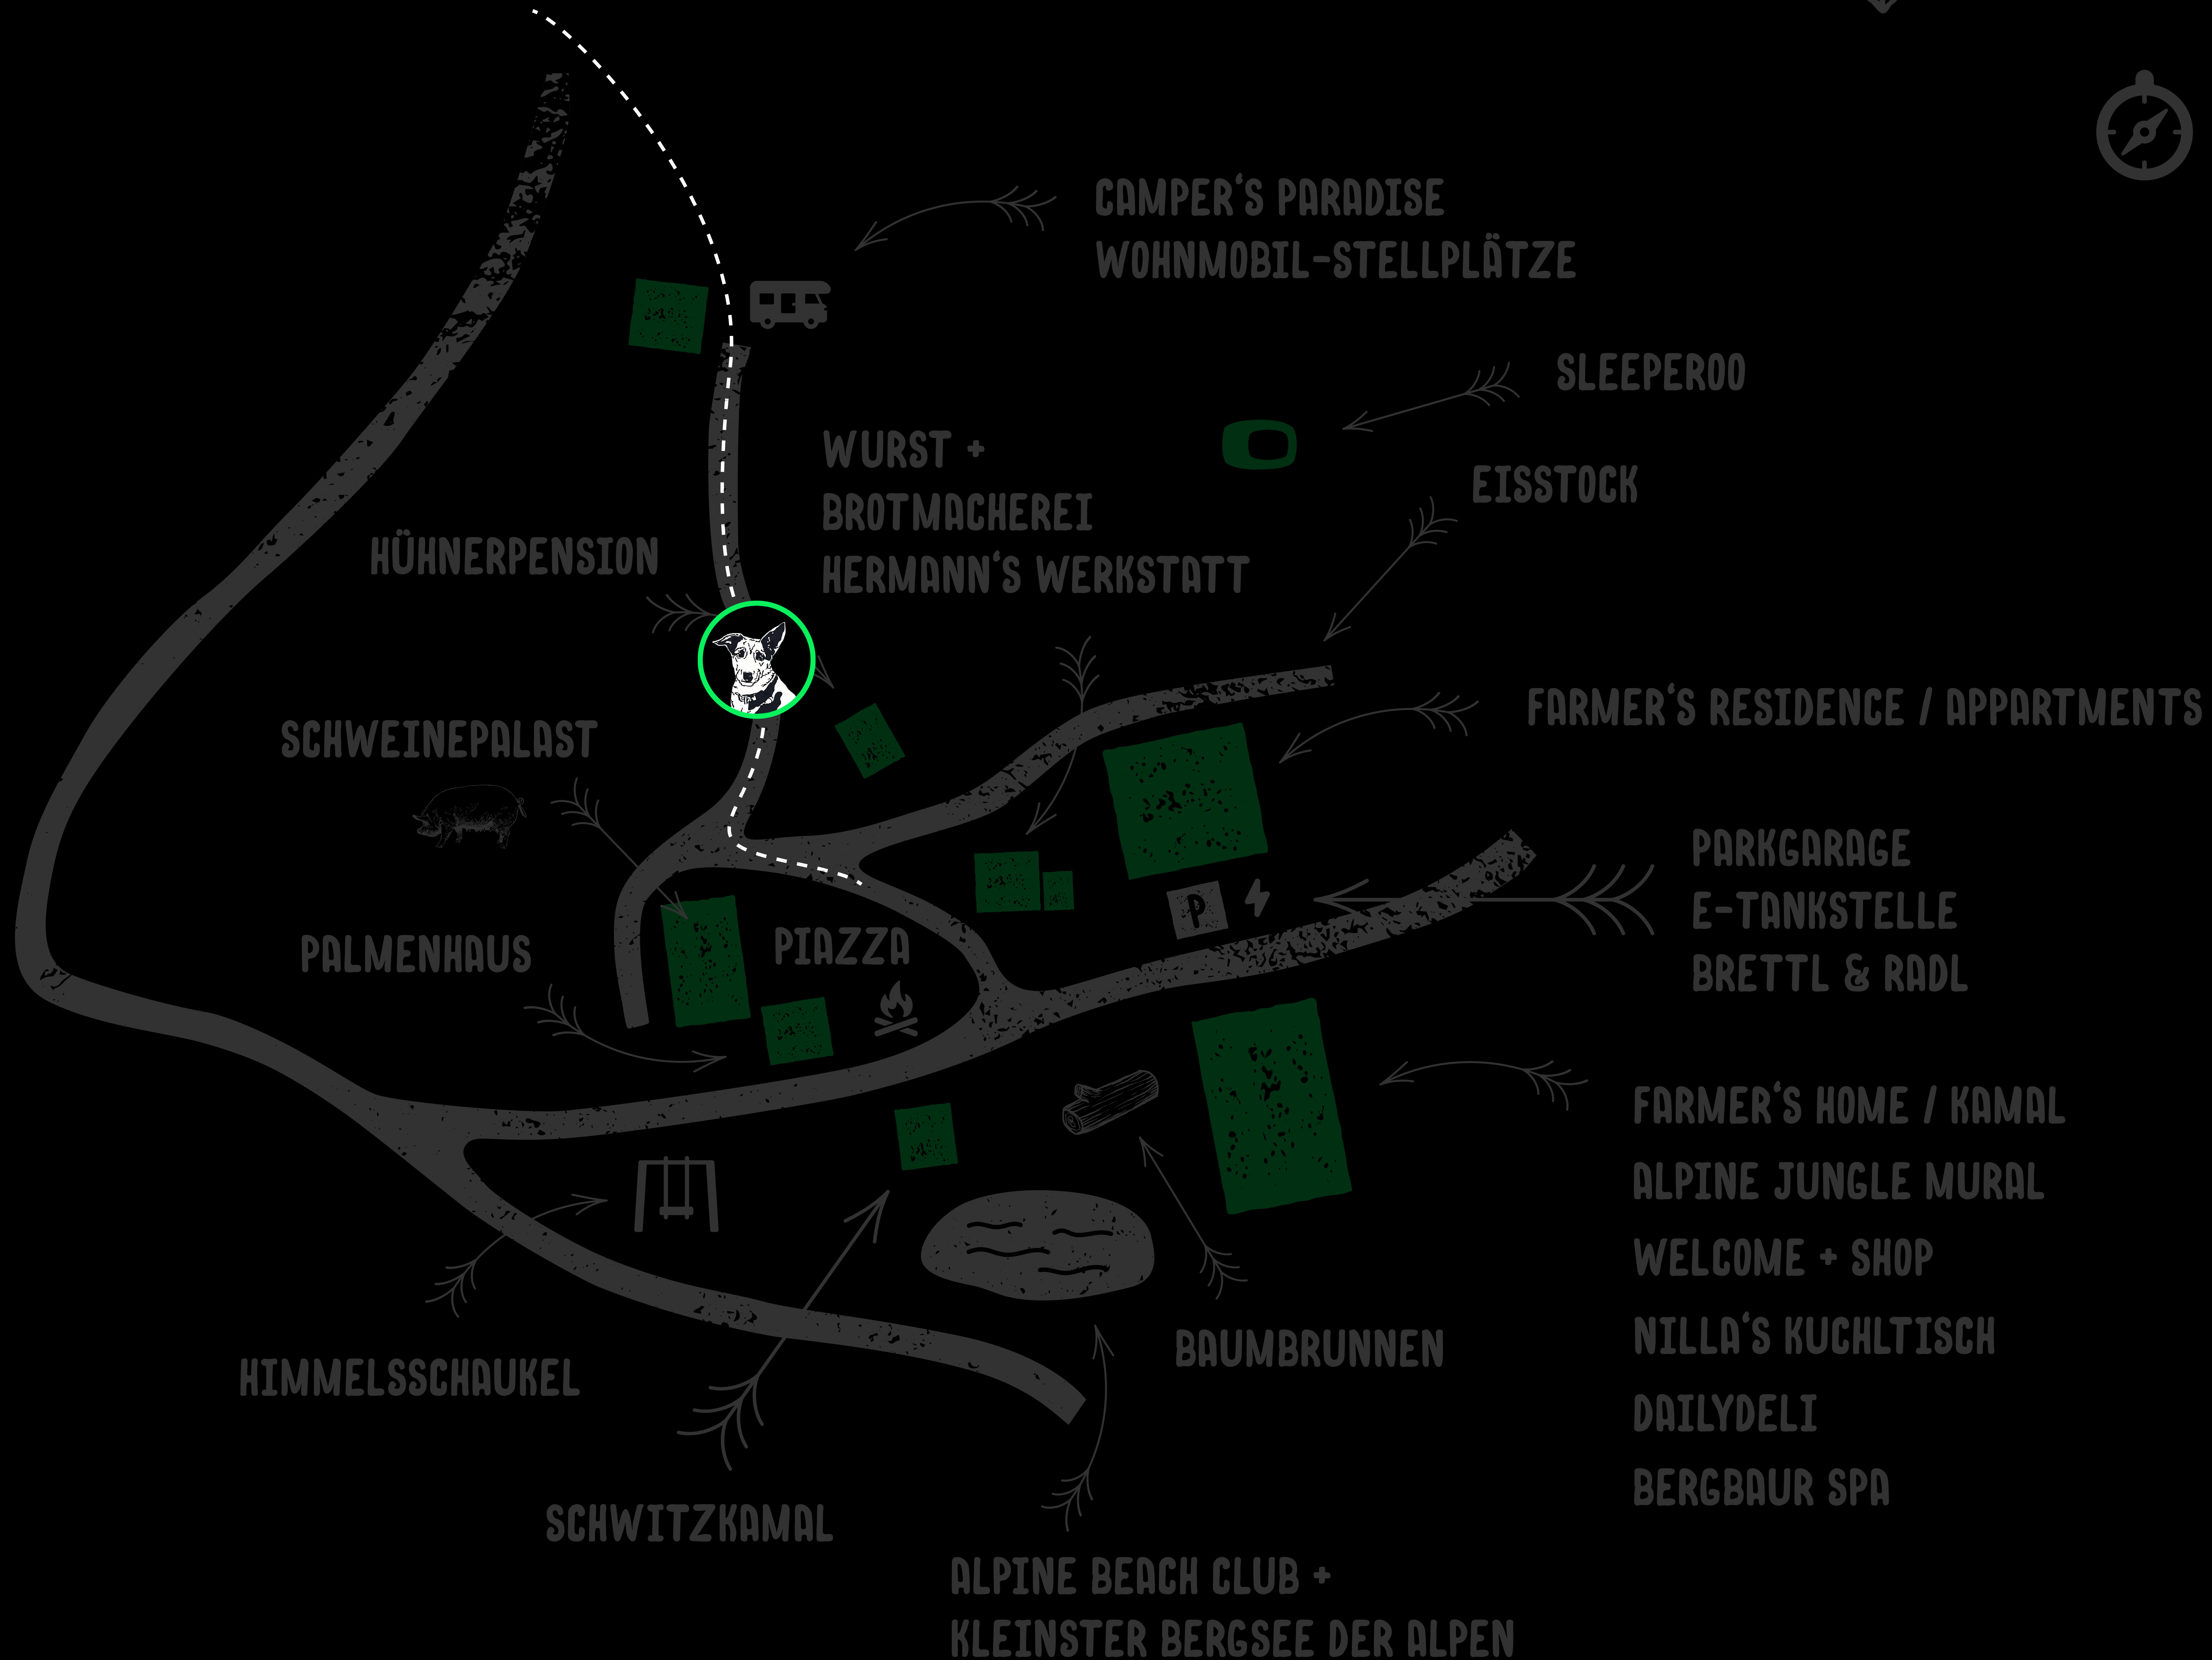 CAMPER'S PARADISE
WOHNMOBIL-STELLPLÄTZE
SLEEPEROO
WURST +
BROTMACHEREI
HERMANN'S WERKSTATT
EISSTOCK
HÜHNERPENSION
FARMER'S RESIDENCE / APPARTMENTS
SCHWEINEPALAST
PARKGARAGE
E-TANKSTELLE
BRETTL & RADL
P
PALMENHAUS
PIAZZA
FARMER'S HOME / KAMAL
ALPINE JUNGLE MURAL
WELCOME + SHOP
NILLA'S KUCHLTISCH
DAILYDELI
BERGBAUR SPA
BAUMBRUNNEN
HIMMELSSCHAUKEL
SCHWITZKAMAL
ALPINE BEACH CLUB +
KLEINSTER BERGSEE DER ALPEN